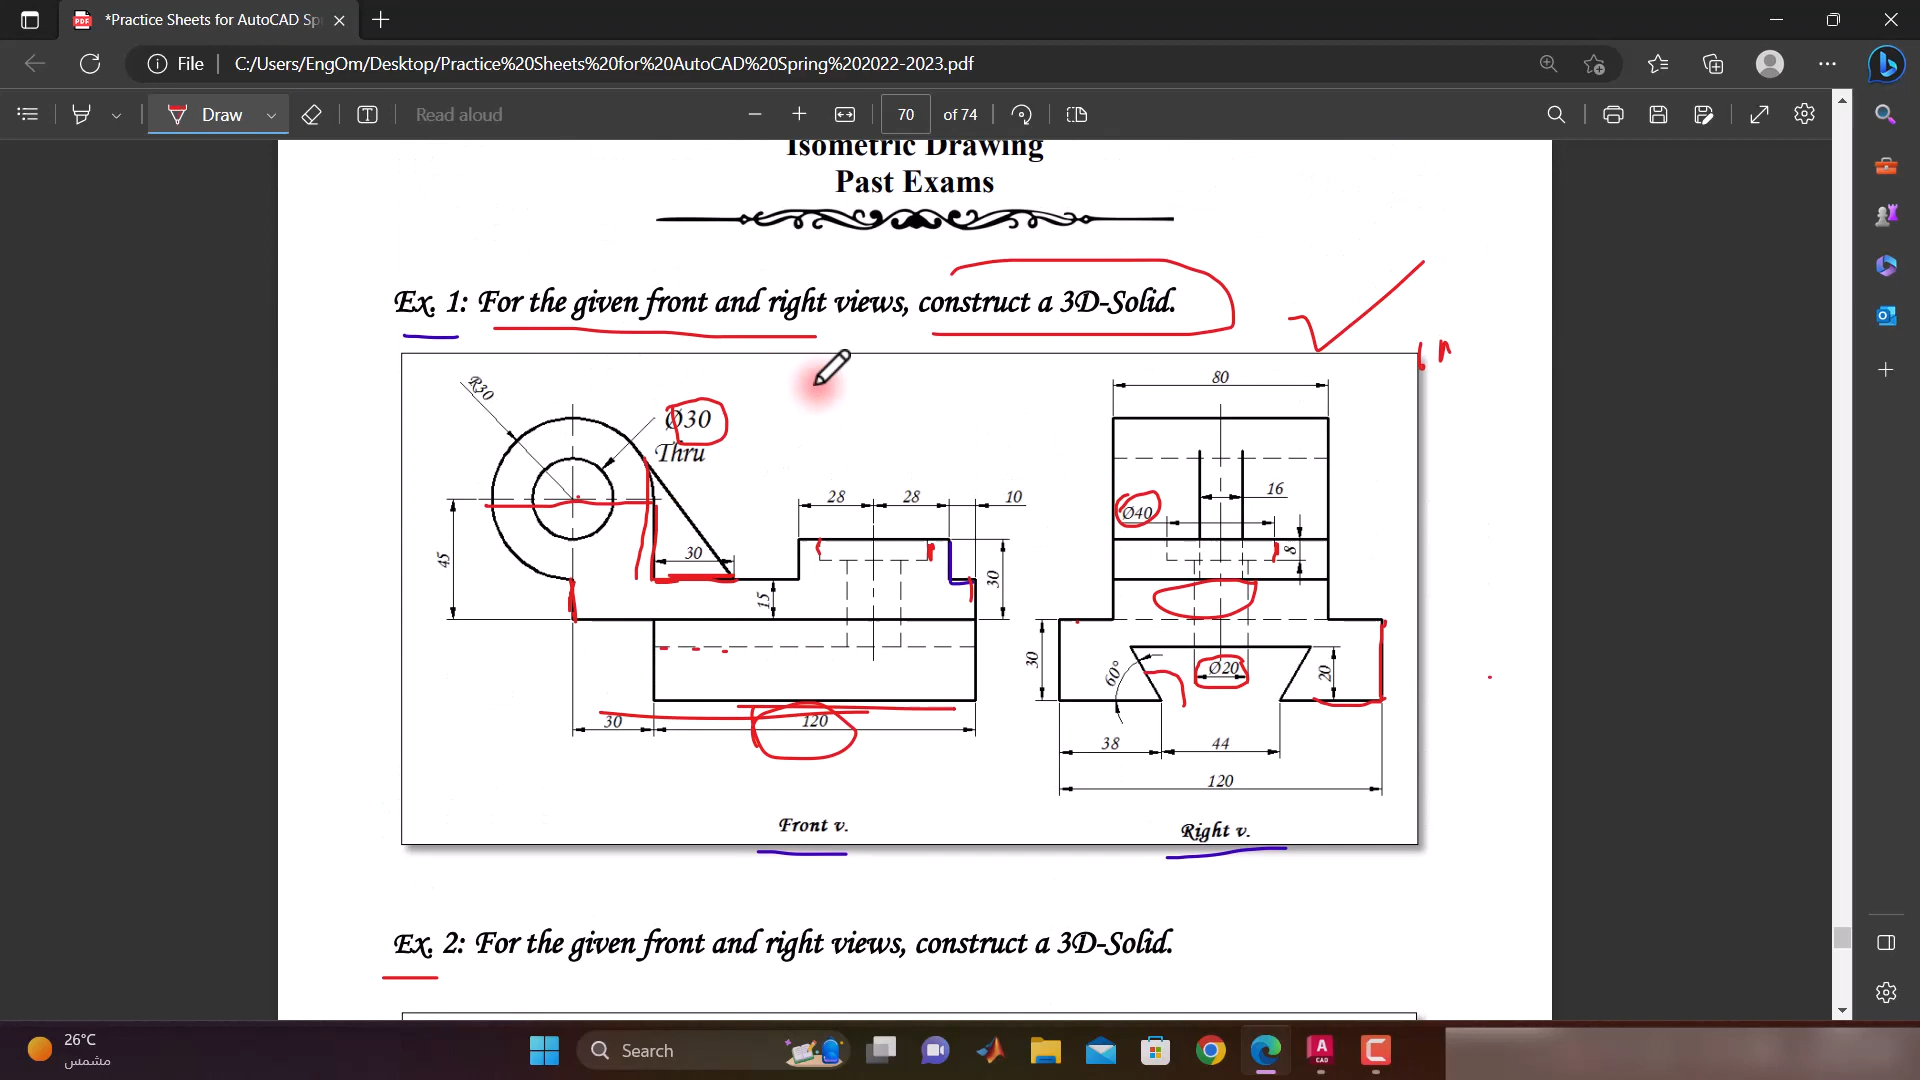 *Practice Sheets for AutoCAD Sp
File
C:/Users/EngOm/Desktop/Practice%20Sheets%20for%20AutoCAD%20Spring%202022-2023.pdf
Draw
Read aloud
70 of 74
Isometric Drawing
Past Exams
Ex. 1: For the given front and right views, construct a 3D-Solid.
R30
Ø30
Thru
45
30
15
28
28
10
30
30
120
Front v.
80
16
Ø40
8
30
60°
Ø20
20
38
44
120
Right v.
Ex. 2: For the given front and right views, construct a 3D-Solid.
26°C
مشمس
Search